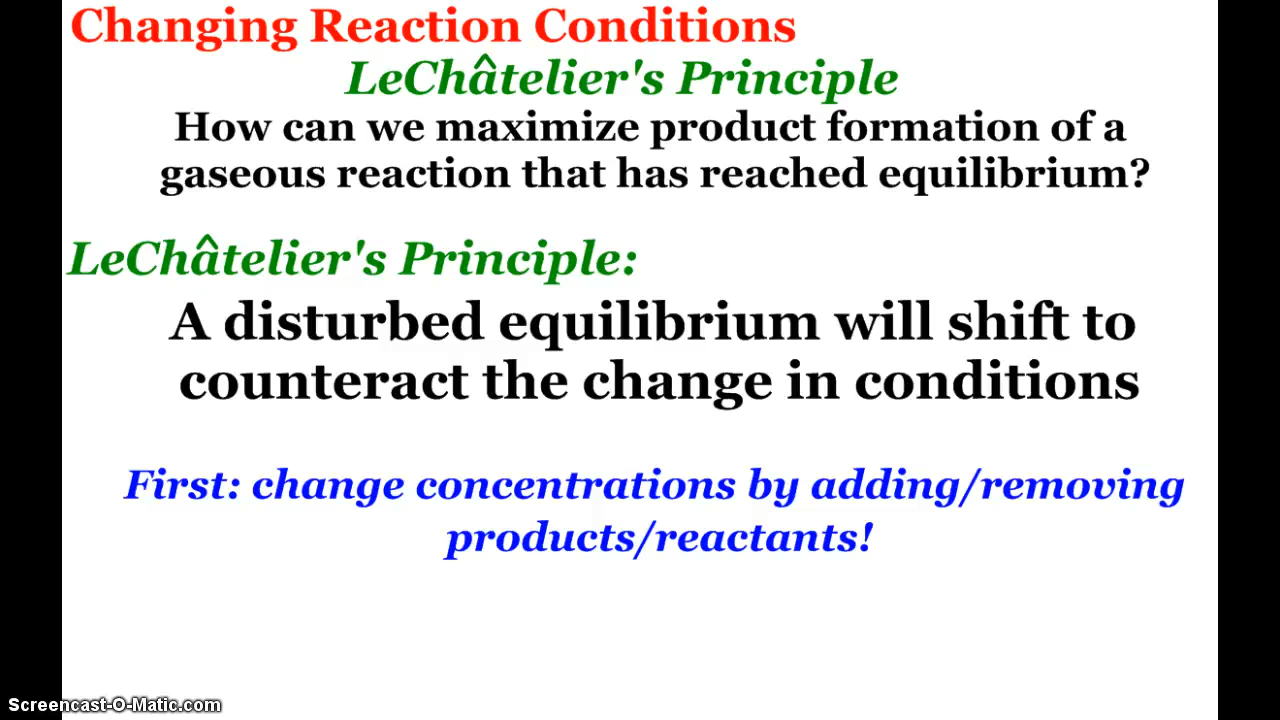 Changing Reaction Conditions
LeChâtelier's Principle
How can we maximize product formation of a
gaseous reaction that has reached equilibrium?
LeChâtelier's Principle:
A disturbed equilibrium will shift to
counteract the change in conditions
First: change concentrations by adding/removing
products/reactants!
Screencast-O-Matic.com